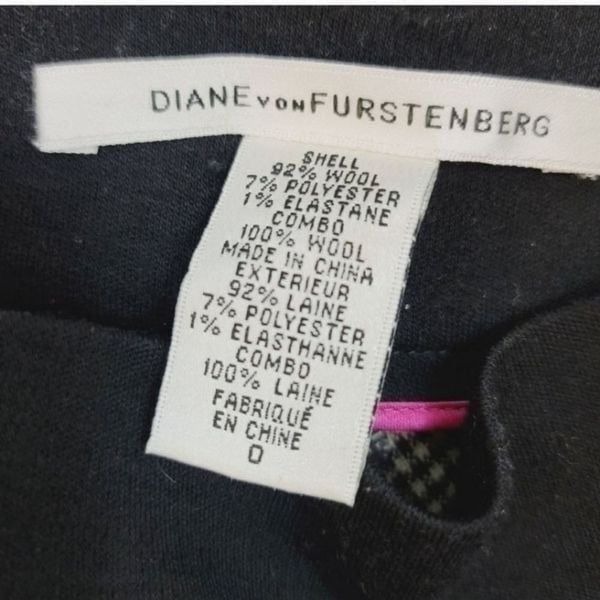 DIANE VON FURSTENBERG
SHELL
92% WOOL
7% POLYESTER
1% ELASTANE
COMBO
100% WOOL
MADE IN CHINA
EXTERIEUR
92% LAINE
7% POLYESTER
1% ELASTHANNE
COMBO
100% LAINE
FABRIQUÉ
EN CHINE
0